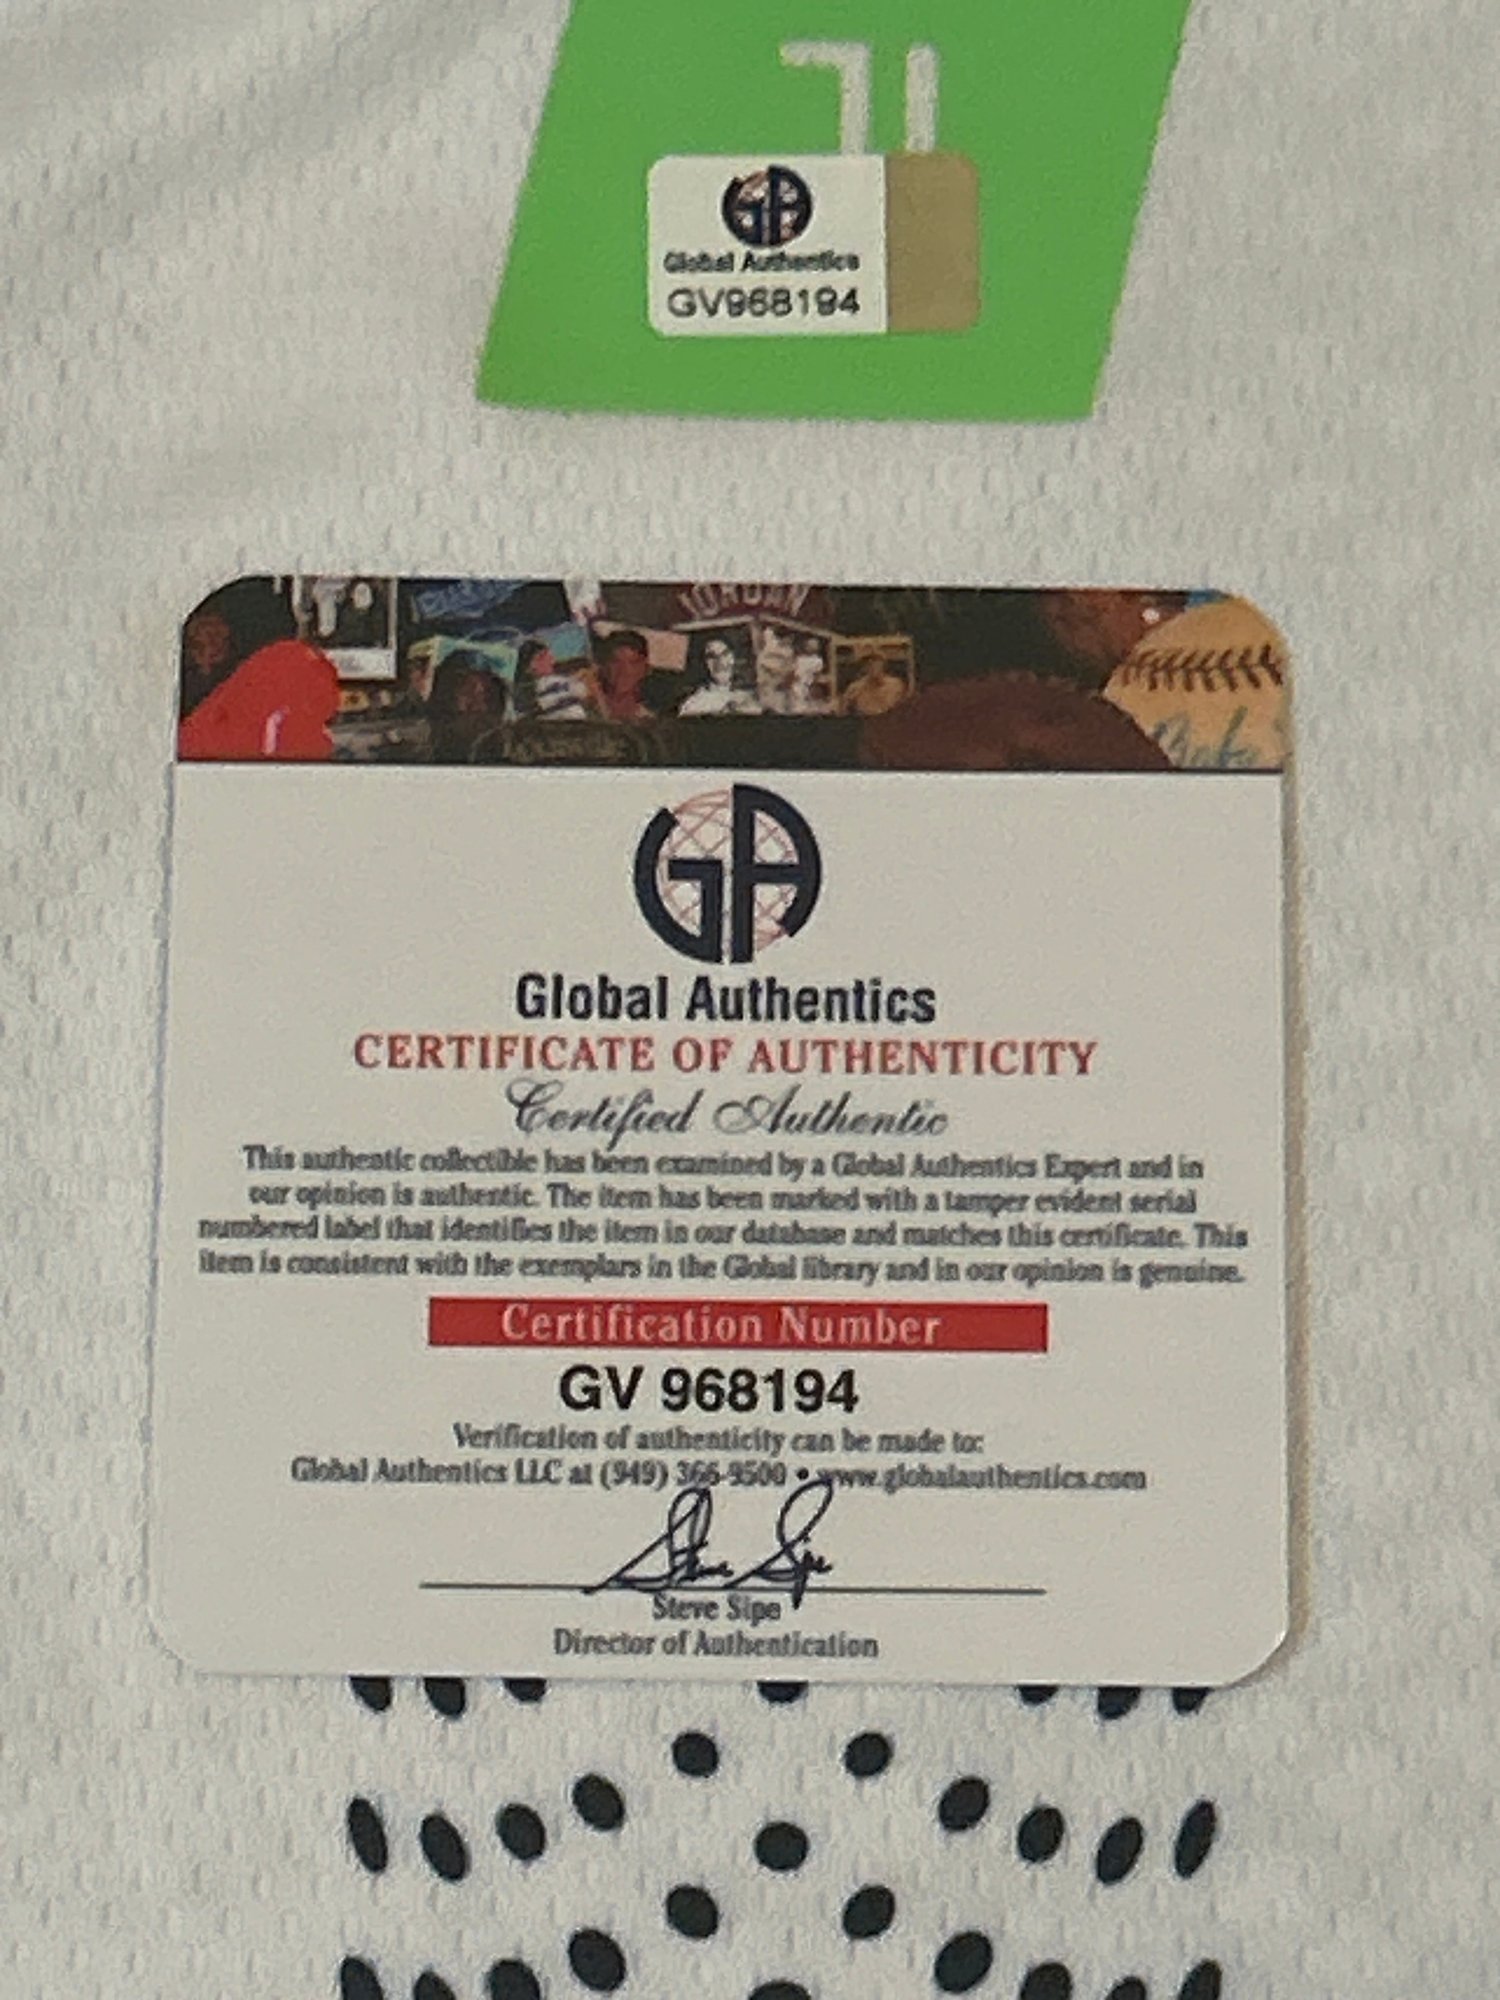 GA
Global Authentics
GV968194
JORDAN
GA
Global Authentics
CERTIFICATE OF AUTHENTICITY
Certified Authentic
This authentic collectible has been examined by a Global Authentics Expert and in
our opinion is authentic. The item has been marked with a tamper evident serial
numbered label that identifies the item in our database and matches this certificate. This
item is consistent with the exemplars in the Global library and in our opinion is genuine.
Certification Number
GV 968194
Verification of authenticity can be made to:
Global Authentics LLC at (949) 366-9500 • www.globalauthentics.com
Steve Sipe
Steve Sipe
Director of Authentication